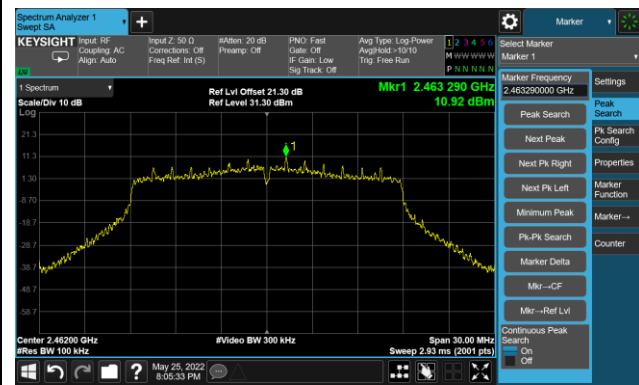 Spectrum Analyzer 1
Swept SA
Marker
KEYSIGHT
Input: RF
Coupling: AC
Align: Auto
Input Z: 50 Ω
Corrections: Off
Freq Ref: Int (S)
#Atten: 20 dB
Preamp: Off
PNO: Fast
Gate: Off
IF Gain: Low
Sig Track: Off
Avg Type: Log-Power
Avg|Hold:>10/10
Trig: Free Run
1 2 3 4 5 6
M W W W W W
P N N N N N
LXI
Select Marker
Marker 1
1 Spectrum
Scale/Div 10 dB
Log
Ref Lvl Offset 21.30 dB
Ref Level 31.30 dBm
Mkr1 2.463 290 GHz
10.92 dBm
21.3
11.3
1.30
-8.70
-18.7
-28.7
-38.7
-48.7
-58.7
1
Center 2.46200 GHz
#Res BW 100 kHz
#Video BW 300 kHz
Span 30.00 MHz
Sweep 2.93 ms (2001 pts)
Marker Frequency
2.463290000 GHz
Peak Search
Next Peak
Next Pk Right
Next Pk Left
Minimum Peak
Pk-Pk Search
Marker Delta
Mkr→CF
Mkr→Ref Lvl
Continuous Peak
Search
On
Off
Settings
Peak
Search
Pk Search
Config
Properties
Marker
Function
Marker→
Counter
May 25, 2022
8:05:33 PM